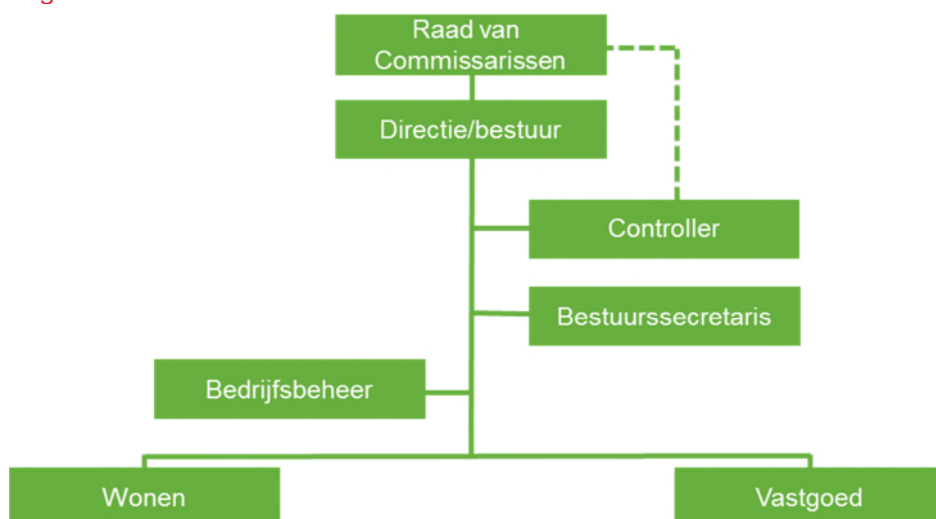 Raad van
Commissarissen
Directie/bestuur
Controller
Bestuurssecretaris
Bedrijfsbeheer
Wonen
Vastgoed